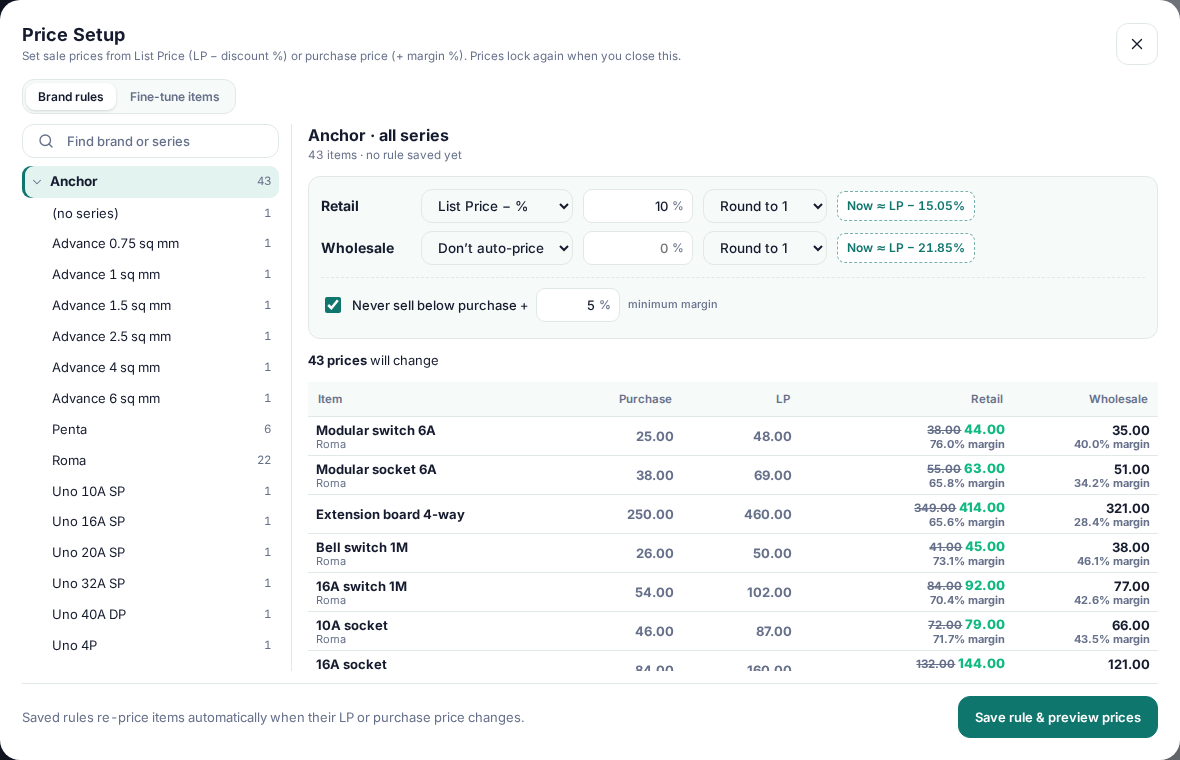 Price Setup
Set sale prices from List Price (LP − discount %) or purchase price (+ margin %). Prices lock again when you close this.
Brand rules Fine-tune items
Find brand or series
Anchor 43
(no series) 1
Advance 0.75 sq mm 1
Advance 1 sq mm 1
Advance 1.5 sq mm 1
Advance 2.5 sq mm 1
Advance 4 sq mm 1
Advance 6 sq mm 1
Penta 6
Roma 22
Uno 10A SP 1
Uno 16A SP 1
Uno 20A SP 1
Uno 32A SP 1
Uno 40A DP 1
Uno 4P 1
Anchor · all series
43 items · no rule saved yet
Retail List Price − % 10 % Round to 1 Now ≈ LP − 15.05%
Wholesale Don’t auto-price 0 % Round to 1 Now ≈ LP − 21.85%
Never sell below purchase + 5 % minimum margin
43 prices will change
Item Purchase LP Retail Wholesale
Modular switch 6A 25.00 48.00 38.00 44.00 35.00
Roma 76.0% margin 40.0% margin
Modular socket 6A 38.00 69.00 55.00 63.00 51.00
Roma 65.8% margin 34.2% margin
Extension board 4-way 250.00 460.00 349.00 414.00 321.00
65.6% margin 28.4% margin
Bell switch 1M 26.00 50.00 41.00 45.00 38.00
Roma 73.1% margin 46.1% margin
16A switch 1M 54.00 102.00 84.00 92.00 77.00
Roma 70.4% margin 42.6% margin
10A socket 46.00 87.00 72.00 79.00 66.00
Roma 71.7% margin 43.5% margin
16A socket 84.00 160.00 132.00 144.00 121.00
Saved rules re-price items automatically when their LP or purchase price changes.
Save rule & preview prices